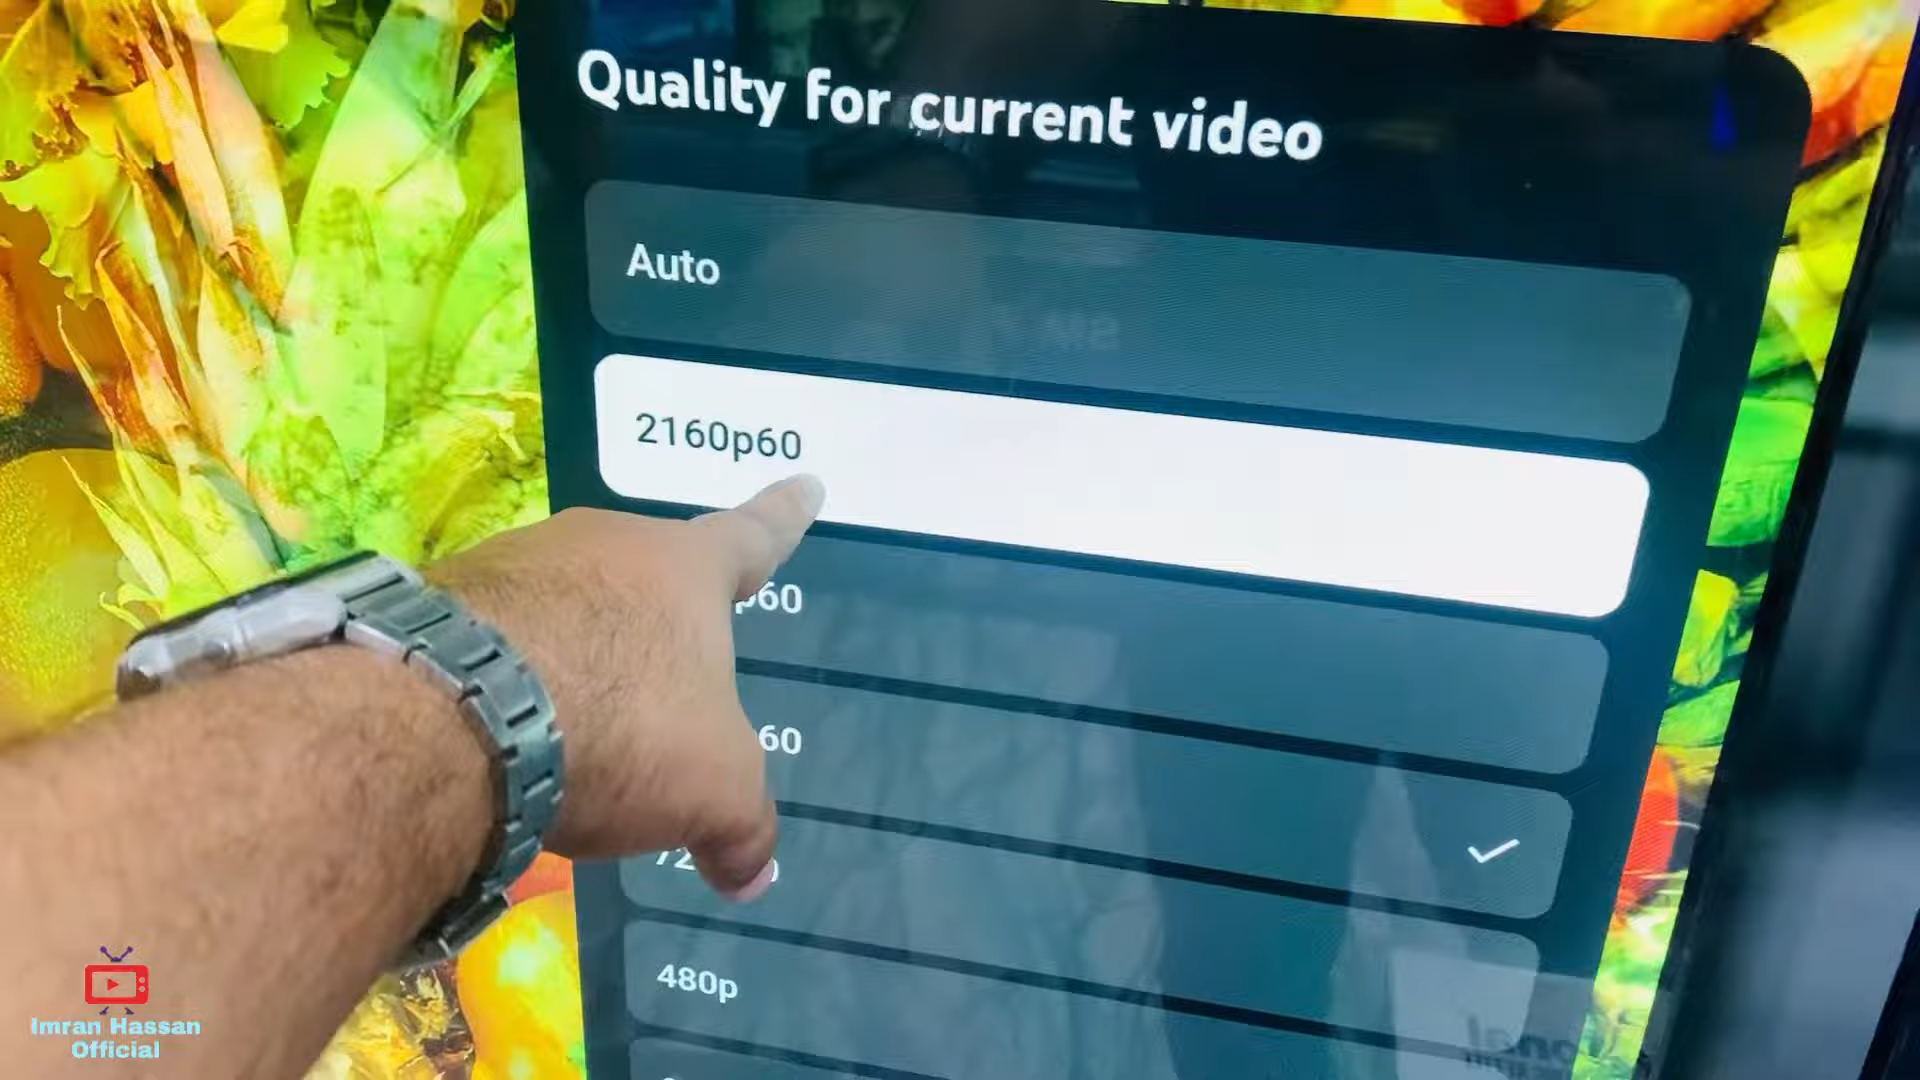 Quality for current video
Auto
2160p60
p60
60
72
480p
Imran Hassan
Official